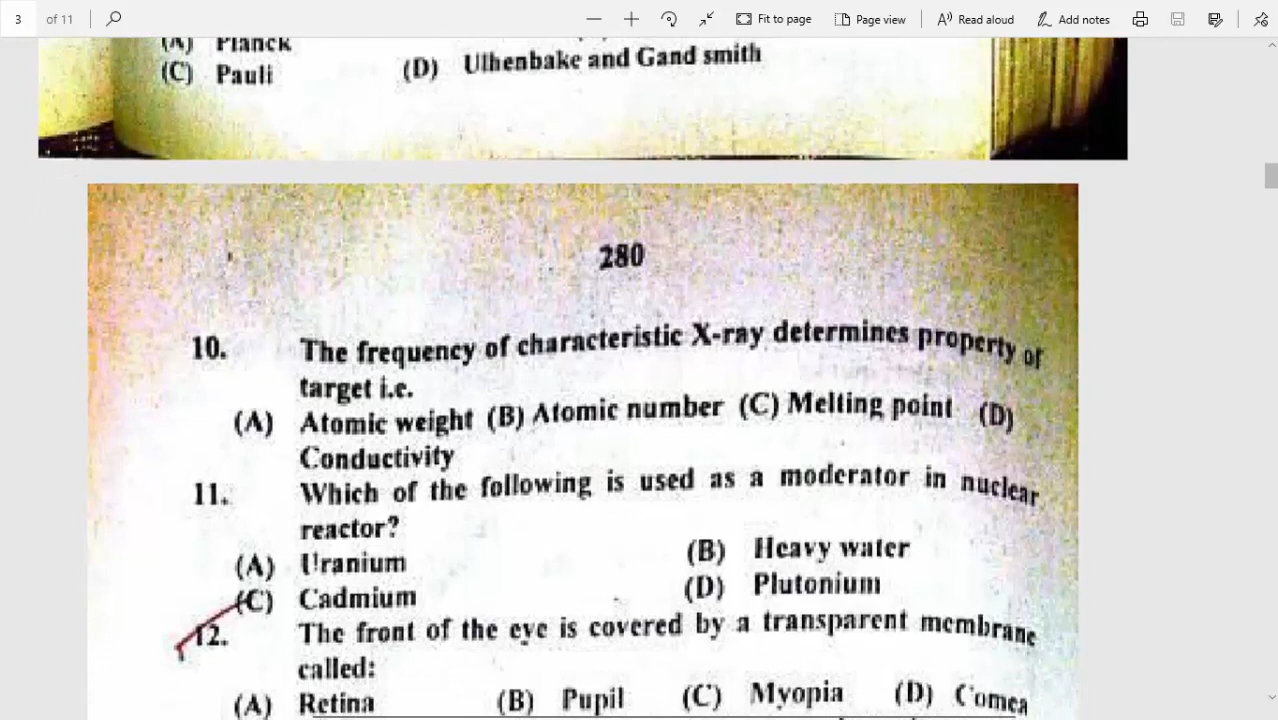 3 of 11 Fit to page Page view Read aloud Add notes
(A) Planck
(C) Pauli (D) Ulhenbake and Gand smith
280
10. The frequency of characteristic X-ray determines property of
target i.e.
(A) Atomic weight (B) Atomic number (C) Melting point (D)
Conductivity
11. Which of the following is used as a moderator in nuclear
reactor?
(A) Uranium (B) Heavy water
(C) Cadmium (D) Plutonium
12. The front of the eye is covered by a transparent membrane
called:
(A) Retina (B) Pupil (C) Myopia (D) Cornea